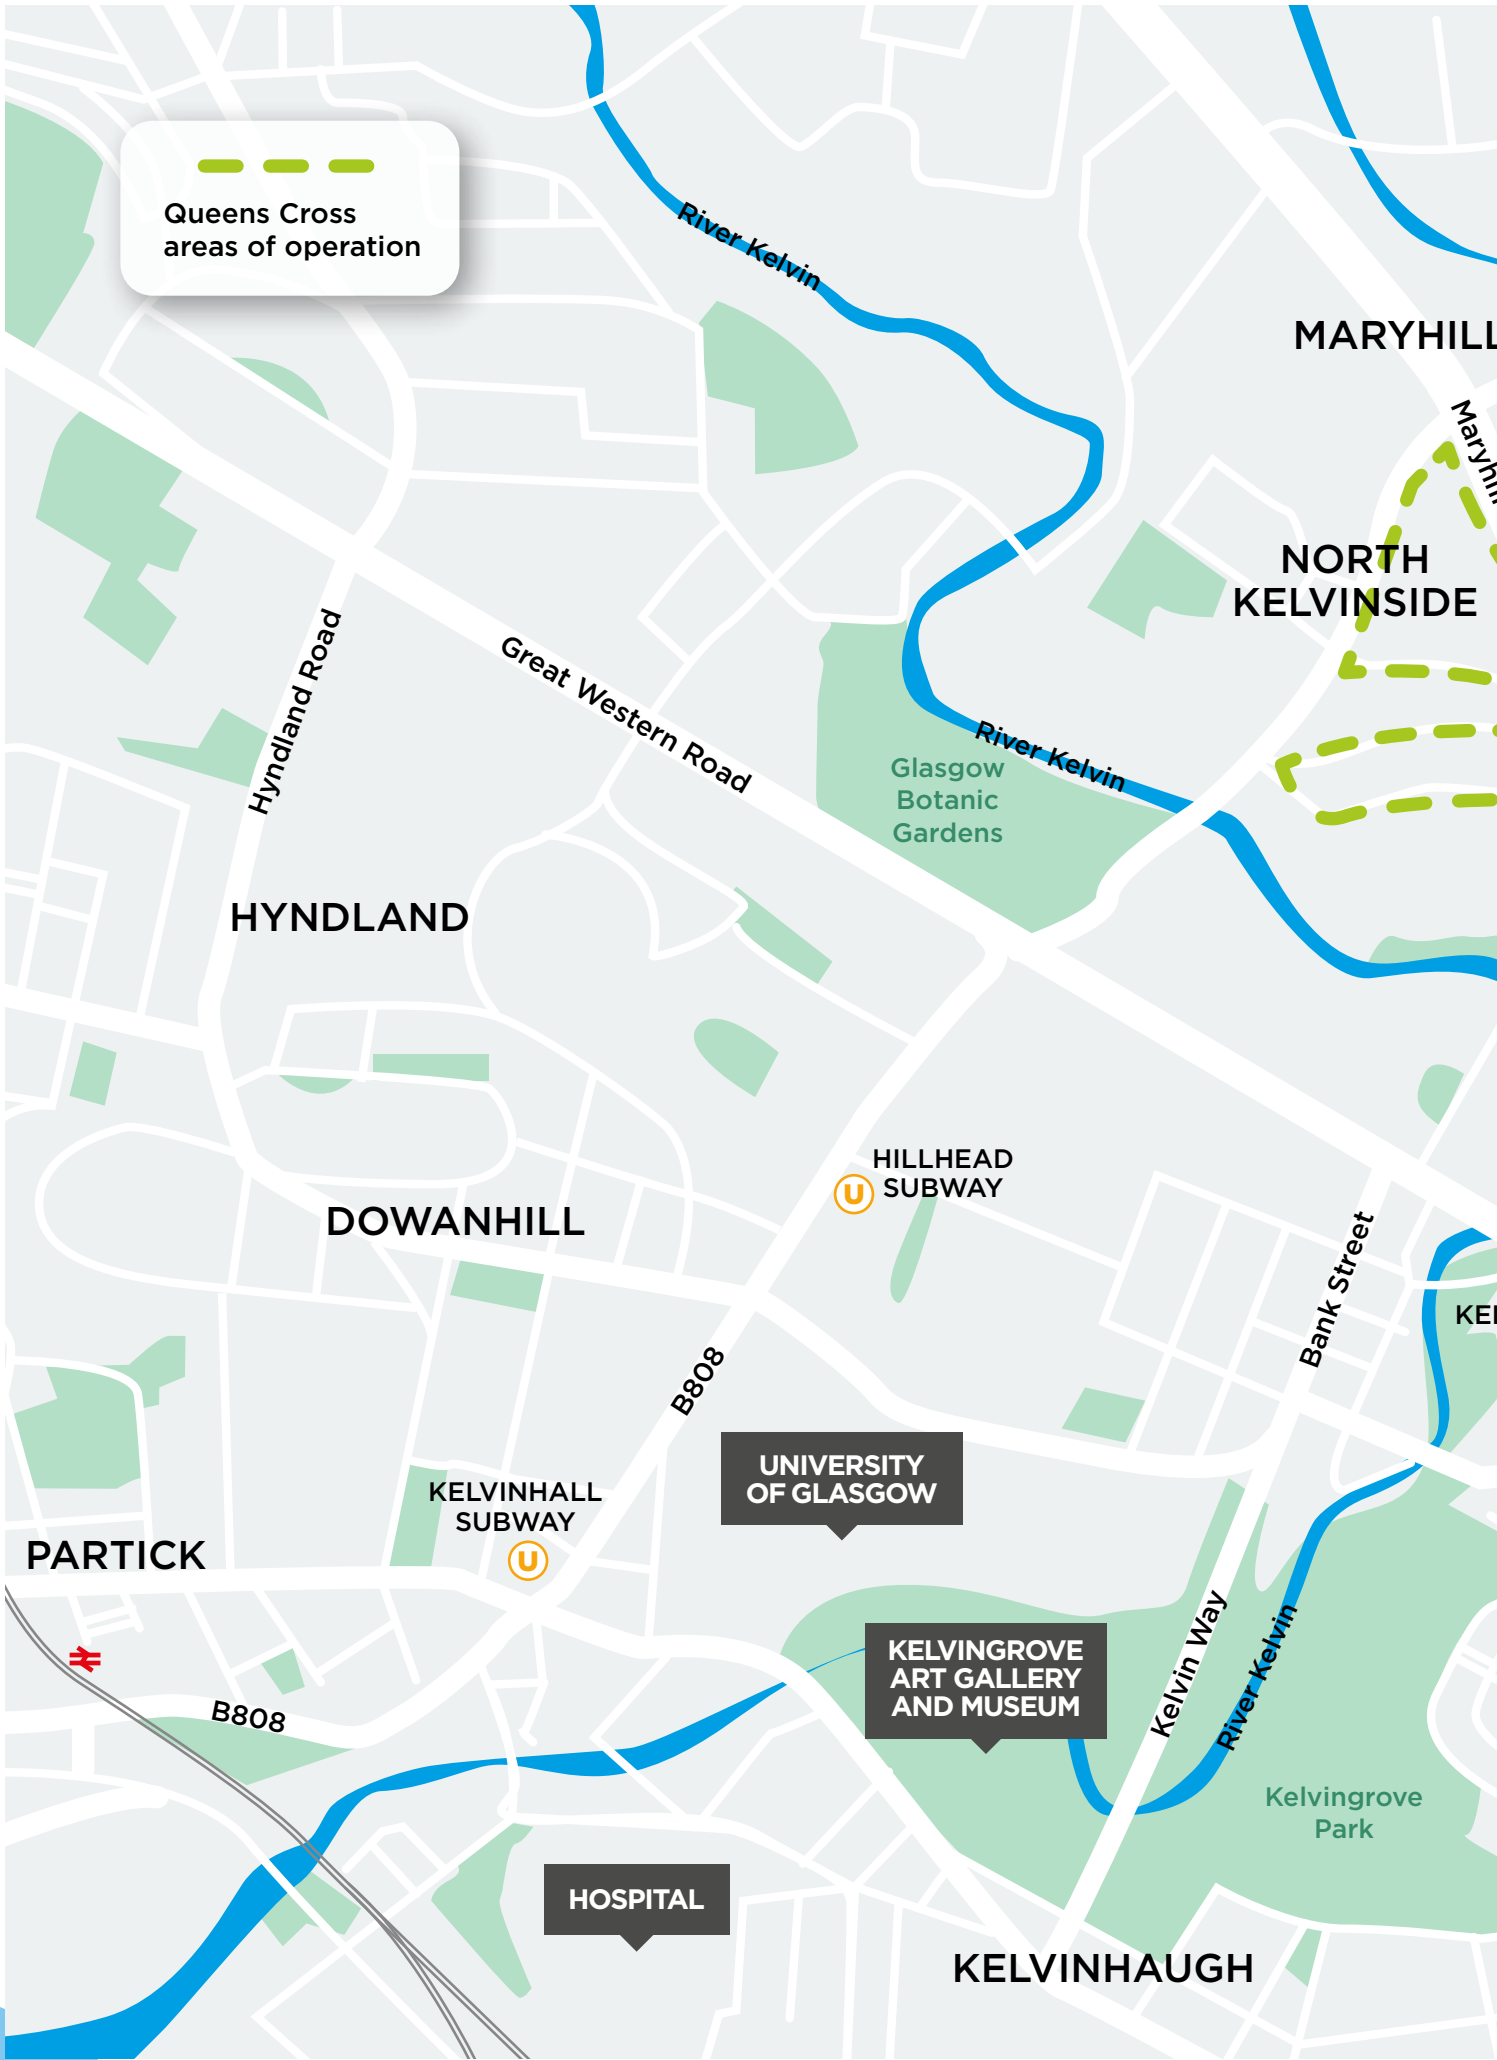 Queens Cross
areas of operation
River Kelvin
MARYHILL
NORTH
KELVINSIDE
Hyndland Road
Great Western Road
River Kelvin
Glasgow
Botanic
Gardens
HYNDLAND
HILLHEAD
SUBWAY
U
DOWANHILL
Bank Street
B808
UNIVERSITY
OF GLASGOW
KELVINHALL
SUBWAY
U
PARTICK
KELVINGROVE
ART GALLERY
AND MUSEUM
Kelvin Way
River Kelvin
B808
Kelvingrove
Park
HOSPITAL
KELVINHAUGH